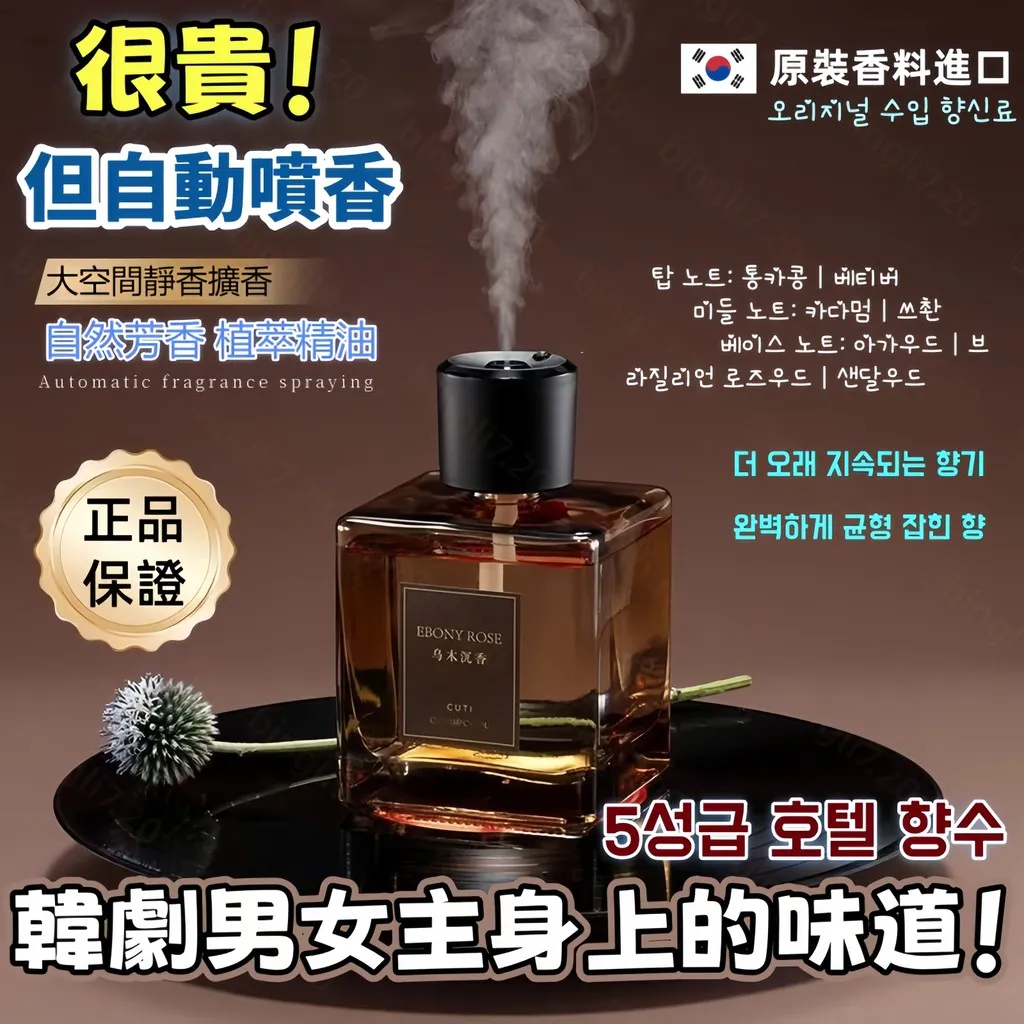 很貴!
但自動噴香
大空間靜香擴香
自然芳香 植萃精油
Automatic fragrance spraying
原裝香料進口
오리지널 수입 향신료
탑 노트: 통카콩 | 베티버
미들 노트: 카다멈 | 쓰촨
베이스 노트: 아가우드 | 브
라질리언 로즈우드 | 샌달우드
더 오래 지속되는 향기
완벽하게 균형 잡힌 향
正品
保證
EBONY ROSE
乌木沉香
CUTI
5성급 호텔 향수
韓劇男女主身上的味道!